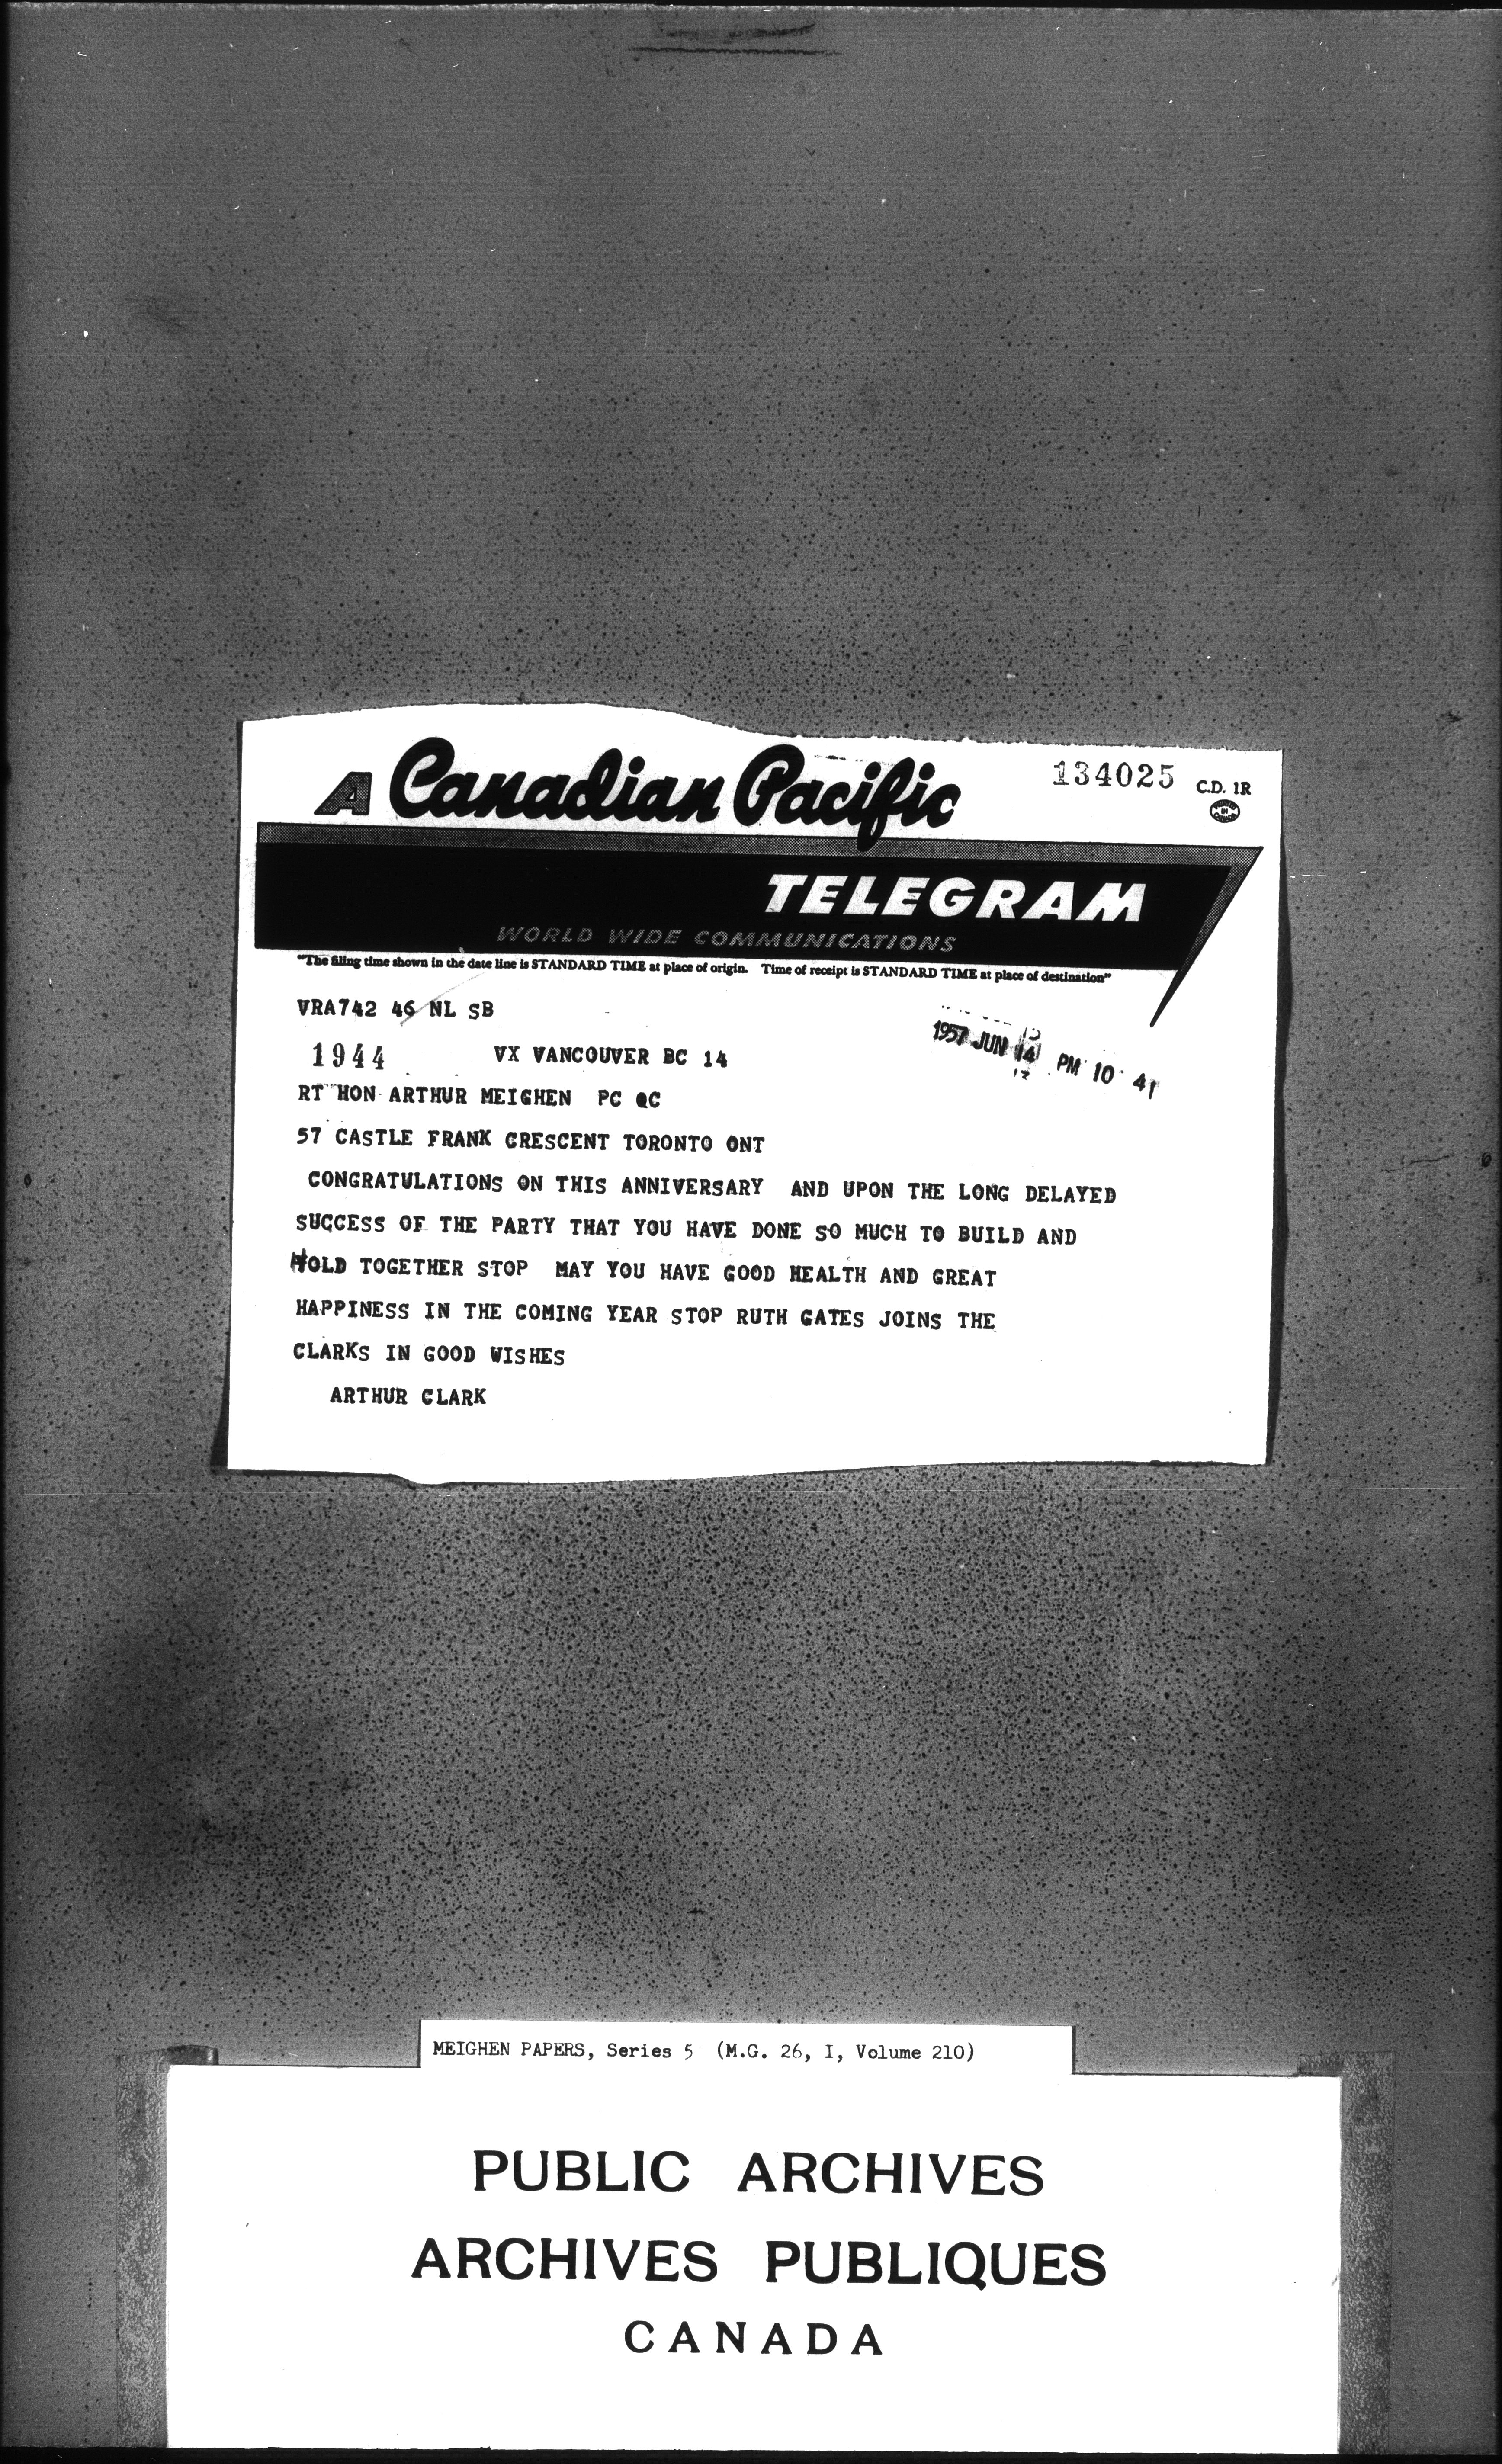 134025 C.D. 1R
A Canadian Pacific
TELEGRAM
WORLD WIDE COMMUNICATIONS
"The filing time shown in the date line is STANDARD TIME at place of origin. Time of receipt is STANDARD TIME at place of destination"
VRA742 46 NL SB
1957 JUN 14 PM 10 41
1944 VX VANCOUVER BC 14
RT HON ARTHUR MEIGHEN PC QC
57 CASTLE FRANK CRESCENT TORONTO ONT
CONGRATULATIONS ON THIS ANNIVERSARY AND UPON THE LONG DELAYED
SUCCESS OF THE PARTY THAT YOU HAVE DONE SO MUCH TO BUILD AND
HOLD TOGETHER STOP MAY YOU HAVE GOOD HEALTH AND GREAT
HAPPINESS IN THE COMING YEAR STOP RUTH GATES JOINS THE
CLARKS IN GOOD WISHES
ARTHUR CLARK
MEIGHEN PAPERS, Series 5 (M.G. 26, I, Volume 210)
PUBLIC ARCHIVES
ARCHIVES PUBLIQUES
CANADA